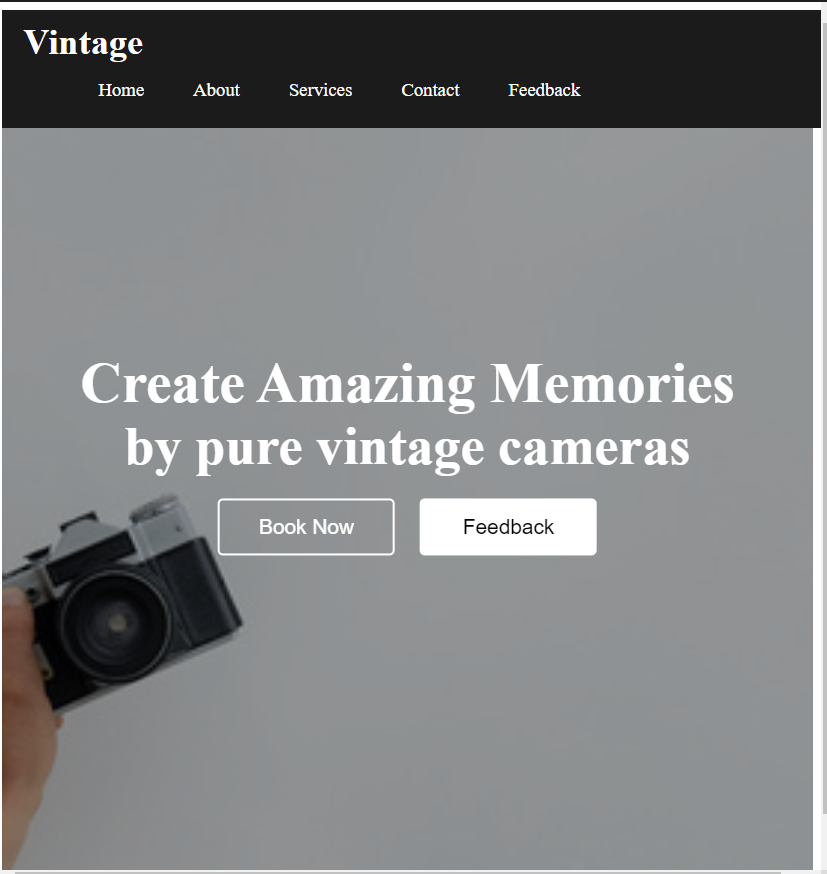 Vintage
Home About Services Contact Feedback
Create Amazing Memories
by pure vintage cameras
Book Now Feedback